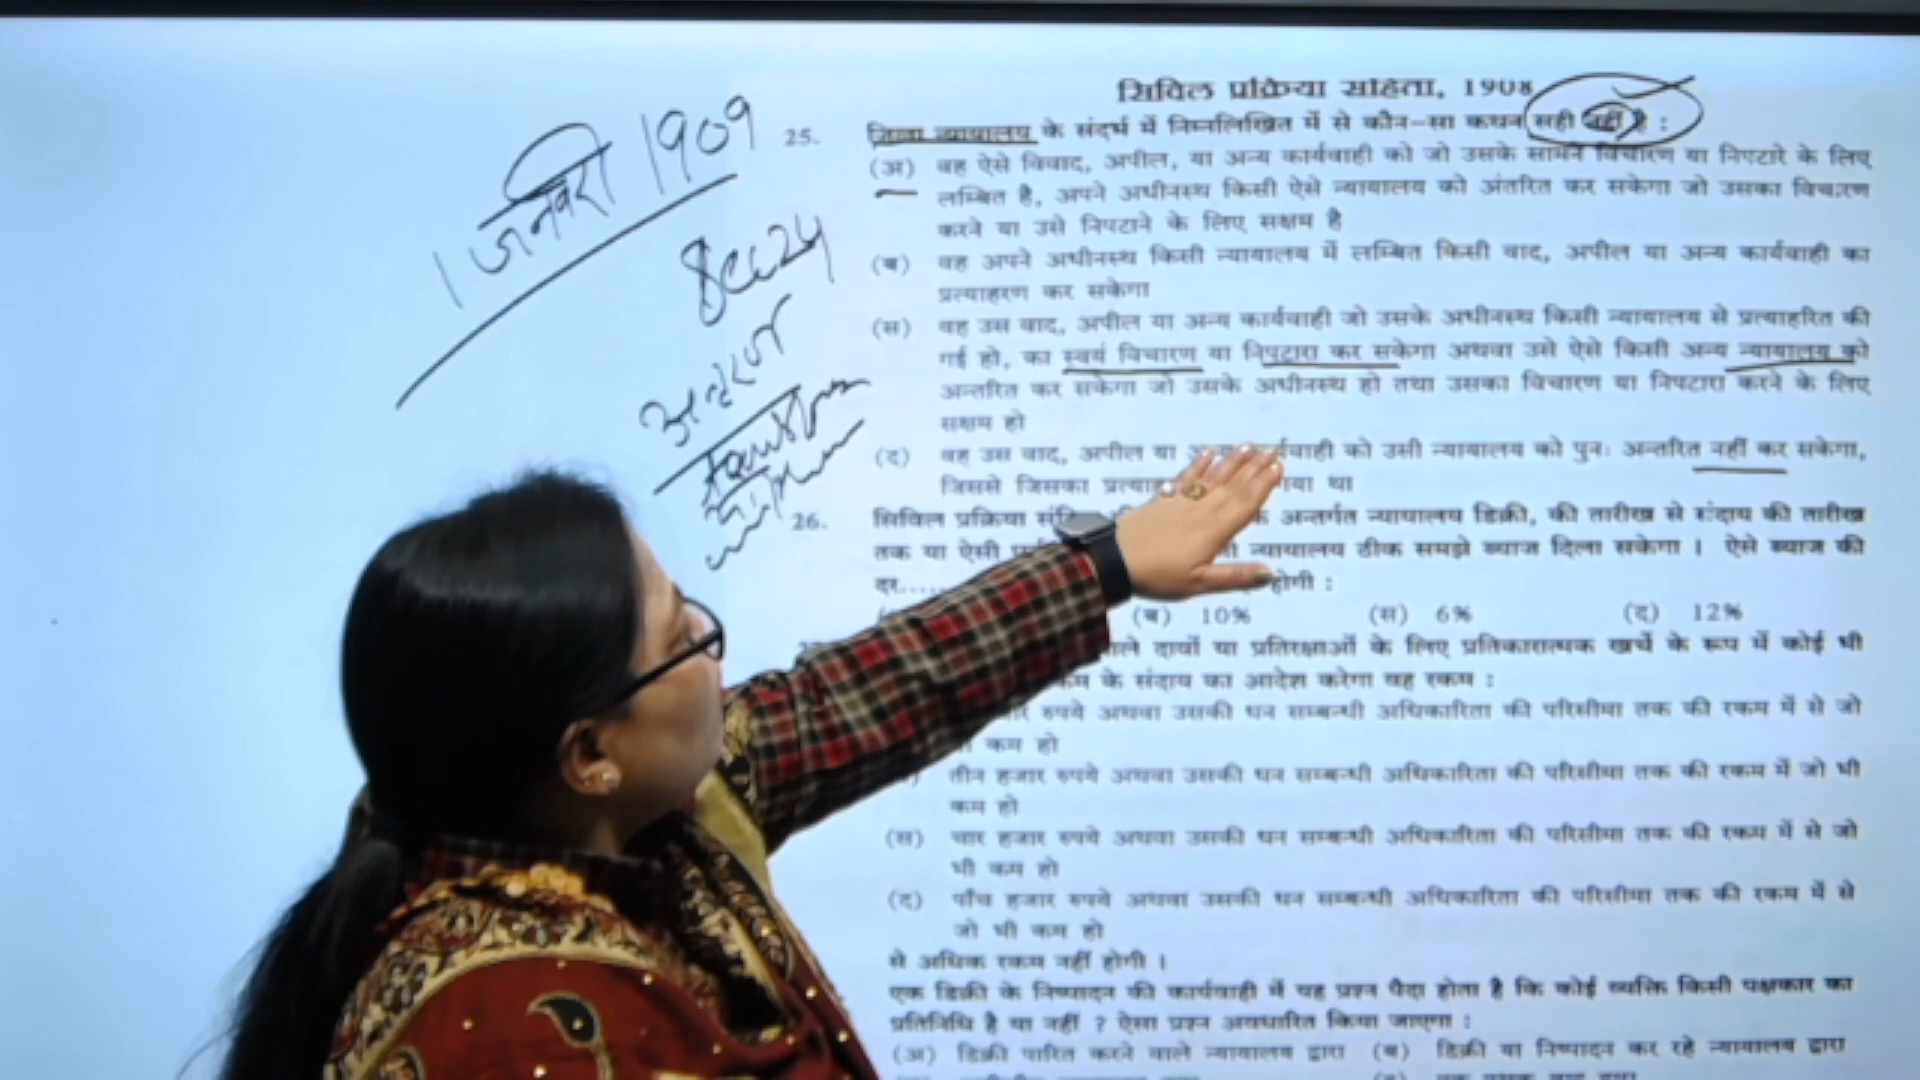 सिविल प्रक्रिया संहिता, 1908
1 जनवरी 1909
25. जिला न्यायालय के संदर्भ में निम्नलिखित में से कौन-सा कथन सही नहीं है :
(अ) वह ऐसे विवाद, अपील, या अन्य कार्यवाही को जो उसके सामने विचारण या निपटारे के लिए
लम्बित है, अपने अधीनस्थ किसी ऐसे न्यायालय को अंतरित कर सकेगा जो उसका विचारण
करने या उसे निपटाने के लिए सक्षम है
(ब) वह अपने अधीनस्थ किसी न्यायालय में लम्बित किसी वाद, अपील या अन्य कार्यवाही का
प्रत्याहरण कर सकेगा
(स) वह उस वाद, अपील या अन्य कार्यवाही जो उसके अधीनस्थ किसी न्यायालय से प्रत्याहरित की
गई हो, का स्वयं विचारण या निपटारा कर सकेगा अथवा उसे ऐसे किसी अन्य न्यायालय को
अन्तरित कर सकेगा जो उसके अधीनस्थ हो तथा उसका विचारण या निपटारा करने के लिए
सक्षम हो
अन्तरण
(द) वह उस वाद, अपील या अन्य कार्यवाही को उसी न्यायालय को पुनः अन्तरित नहीं कर सकेगा,
जिससे जिसका गया था
26. सिविल प्रक्रिया अन्तर्गत न्यायालय डिक्री, की तारीख से संदाय की तारीख
तक या ऐसी न्यायालय ठीक समझे ब्याज दिला सकेगा । ऐसे ब्याज की
दर...... होगी :
(ब) 10% (स) 6% (द) 12%
दावों या प्रतिरक्षाओं के लिए प्रतिकारात्मक खर्चे के रूप में कोई भी
के संदाय का आदेश करेगा वह रकम :
रुपये अथवा उसकी धन सम्बन्धी अधिकारिता की परिसीमा तक की रकम में से जो
कम हो
तीन हजार रुपये अथवा उसकी धन सम्बन्धी अधिकारिता की परिसीमा तक की रकम में जो भी
कम हो
(स) चार हजार रुपये अथवा उसकी धन सम्बन्धी अधिकारिता की परिसीमा तक की रकम में से जो
भी कम हो
(द) पाँच हजार रुपये अथवा उसकी धन सम्बन्धी अधिकारिता की परिसीमा तक की रकम में से
जो भी कम हो
से अधिक रकम नहीं होगी ।
एक डिक्री के निष्पादन की कार्यवाही में यह प्रश्न पैदा होता है कि कोई व्यक्ति किसी पक्षकार का
प्रतिनिधि है या नहीं ? ऐसा प्रश्न अवधारित किया जाएगा :
(अ) डिक्री पारित करने वाले न्यायालय द्वारा (ब) डिक्री या निष्पादन कर रहे न्यायालय द्वारा